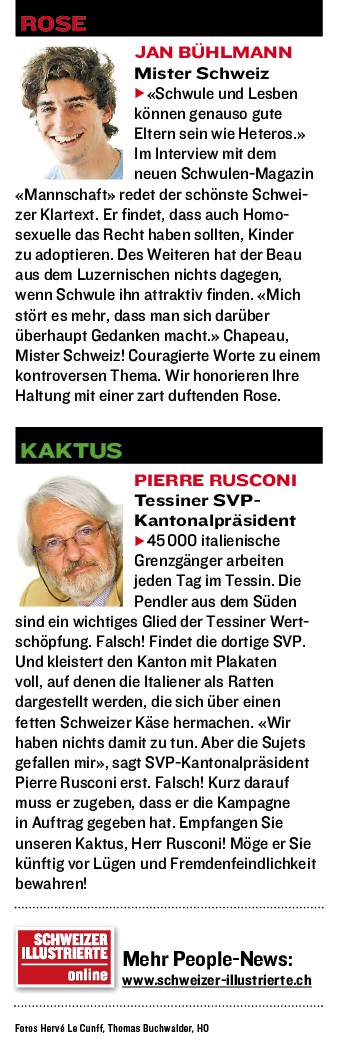 ROSE
JAN BÜHLMANN
Mister Schweiz
▶«Schwule und Lesben
können genauso gute
Eltern sein wie Heteros.»
Im Interview mit dem
neuen Schwulen-Magazin
«Mannschaft» redet der schönste Schwei-
zer Klartext. Er findet, dass auch Homo-
sexuelle das Recht haben sollten, Kinder
zu adoptieren. Des Weiteren hat der Beau
aus dem Luzernischen nichts dagegen,
wenn Schwule ihn attraktiv finden. «Mich
stört es mehr, dass man sich darüber
überhaupt Gedanken macht.» Chapeau,
Mister Schweiz! Couragierte Worte zu einem
kontroversen Thema. Wir honorieren Ihre
Haltung mit einer zart duftenden Rose.
KAKTUS
PIERRE RUSCONI
Tessiner SVP-
Kantonalpräsident
▶45 000 italienische
Grenzgänger arbeiten
jeden Tag im Tessin. Die
Pendler aus dem Süden
sind ein wichtiges Glied der Tessiner Wert-
schöpfung. Falsch! Findet die dortige SVP.
Und kleistert den Kanton mit Plakaten
voll, auf denen die Italiener als Ratten
dargestellt werden, die sich über einen
fetten Schweizer Käse hermachen. «Wir
haben nichts damit zu tun. Aber die Sujets
gefallen mir», sagt SVP-Kantonalpräsident
Pierre Rusconi erst. Falsch! Kurz darauf
muss er zugeben, dass er die Kampagne
in Auftrag gegeben hat. Empfangen Sie
unseren Kaktus, Herr Rusconi! Möge er Sie
künftig vor Lügen und Fremdenfeindlichkeit
bewahren!
SCHWEIZER
ILLUSTRIERTE
online
Mehr People-News:
www.schweizer-illustrierte.ch
Fotos Hervé Le Cunff, Thomas Buchwalder, HO